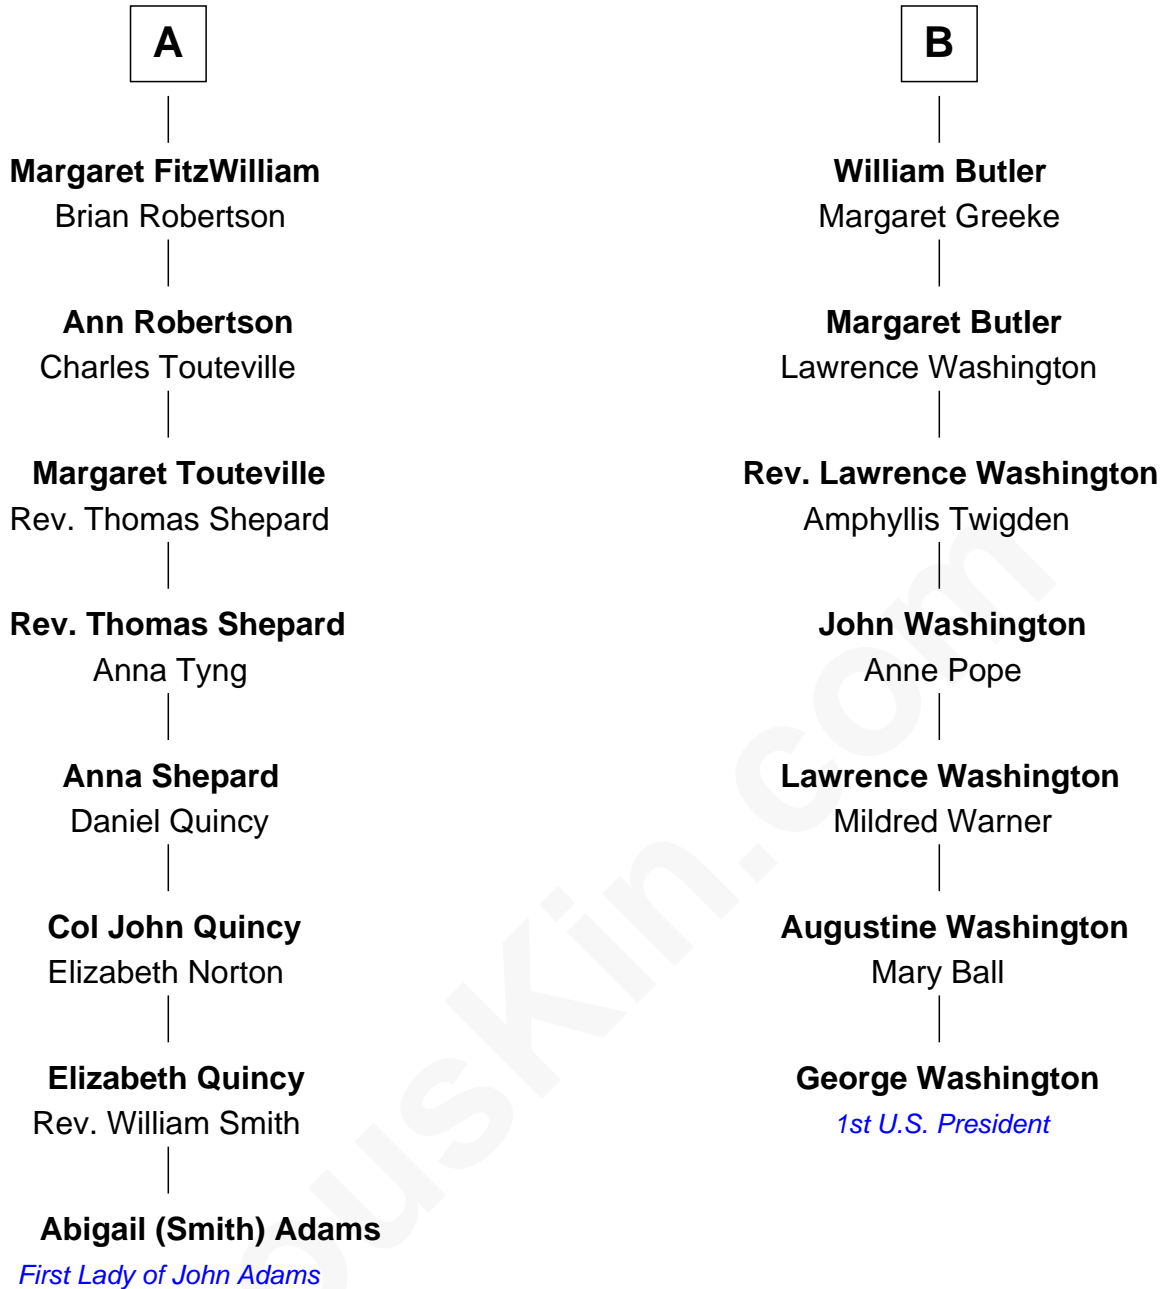 A
Margaret FitzWilliam
Brian Robertson
Ann Robertson
Charles Touteville
Margaret Touteville
Rev. Thomas Shepard
Rev. Thomas Shepard
Anna Tyng
Anna Shepard
Daniel Quincy
Col John Quincy
Elizabeth Norton
Elizabeth Quincy
Rev. William Smith
Abigail (Smith) Adams
First Lady of John Adams
B
William Butler
Margaret Greeke
Margaret Butler
Lawrence Washington
Rev. Lawrence Washington
Amphyllis Twigden
John Washington
Anne Pope
Lawrence Washington
Mildred Warner
Augustine Washington
Mary Ball
George Washington
1st U.S. President
ousKin.com